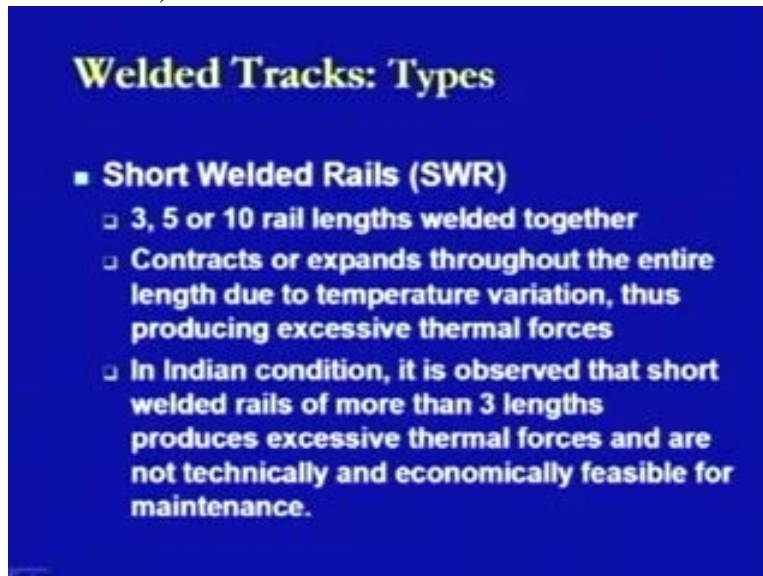 Welded Tracks: Types
Short Welded Rails (SWR)
3, 5 or 10 rail lengths welded together
Contracts or expands throughout the entire
length due to temperature variation, thus
producing excessive thermal forces
In Indian condition, it is observed that short
welded rails of more than 3 lengths
produces excessive thermal forces and are
not technically and economically feasible for
maintenance.